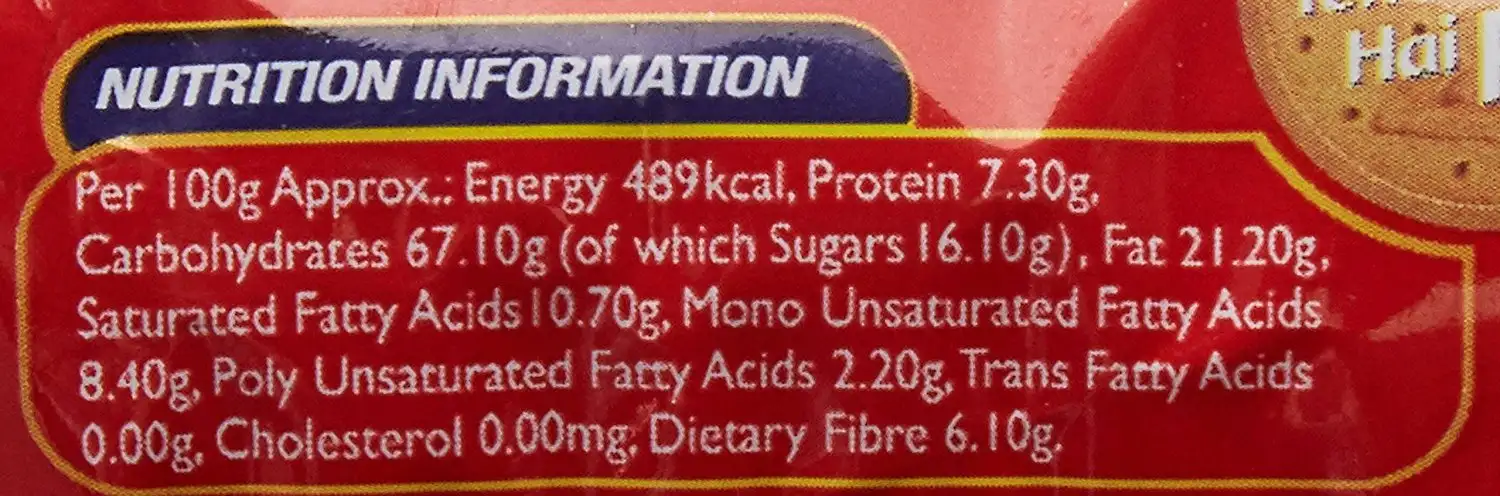 NUTRITION INFORMATION
Hai
Per 100g Approx.: Energy 489kcal, Protein 7.30g,
Carbohydrates 67.10g (of which Sugars 16.10g), Fat 21.20g,
Saturated Fatty Acids 10.70g, Mono Unsaturated Fatty Acids
8.40g, Poly Unsaturated Fatty Acids 2.20g, Trans Fatty Acids
0.00g, Cholesterol 0.00mg, Dietary Fibre 6.10g.